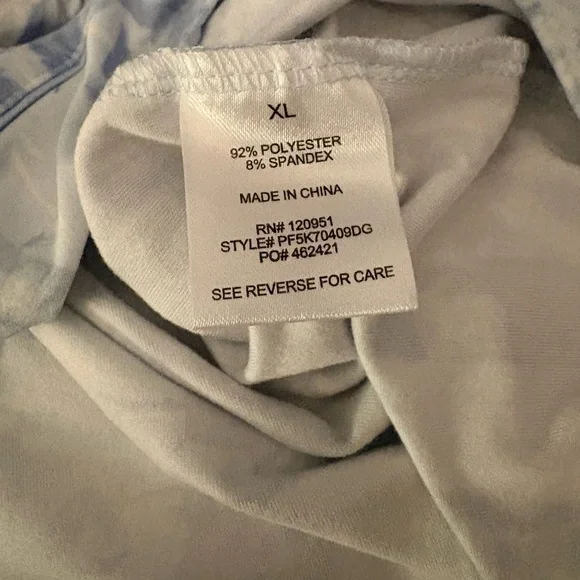 XL
92% POLYESTER
8% SPANDEX
MADE IN CHINA
RN# 120951
STYLE# PF5K70409DG
PO# 462421
SEE REVERSE FOR CARE